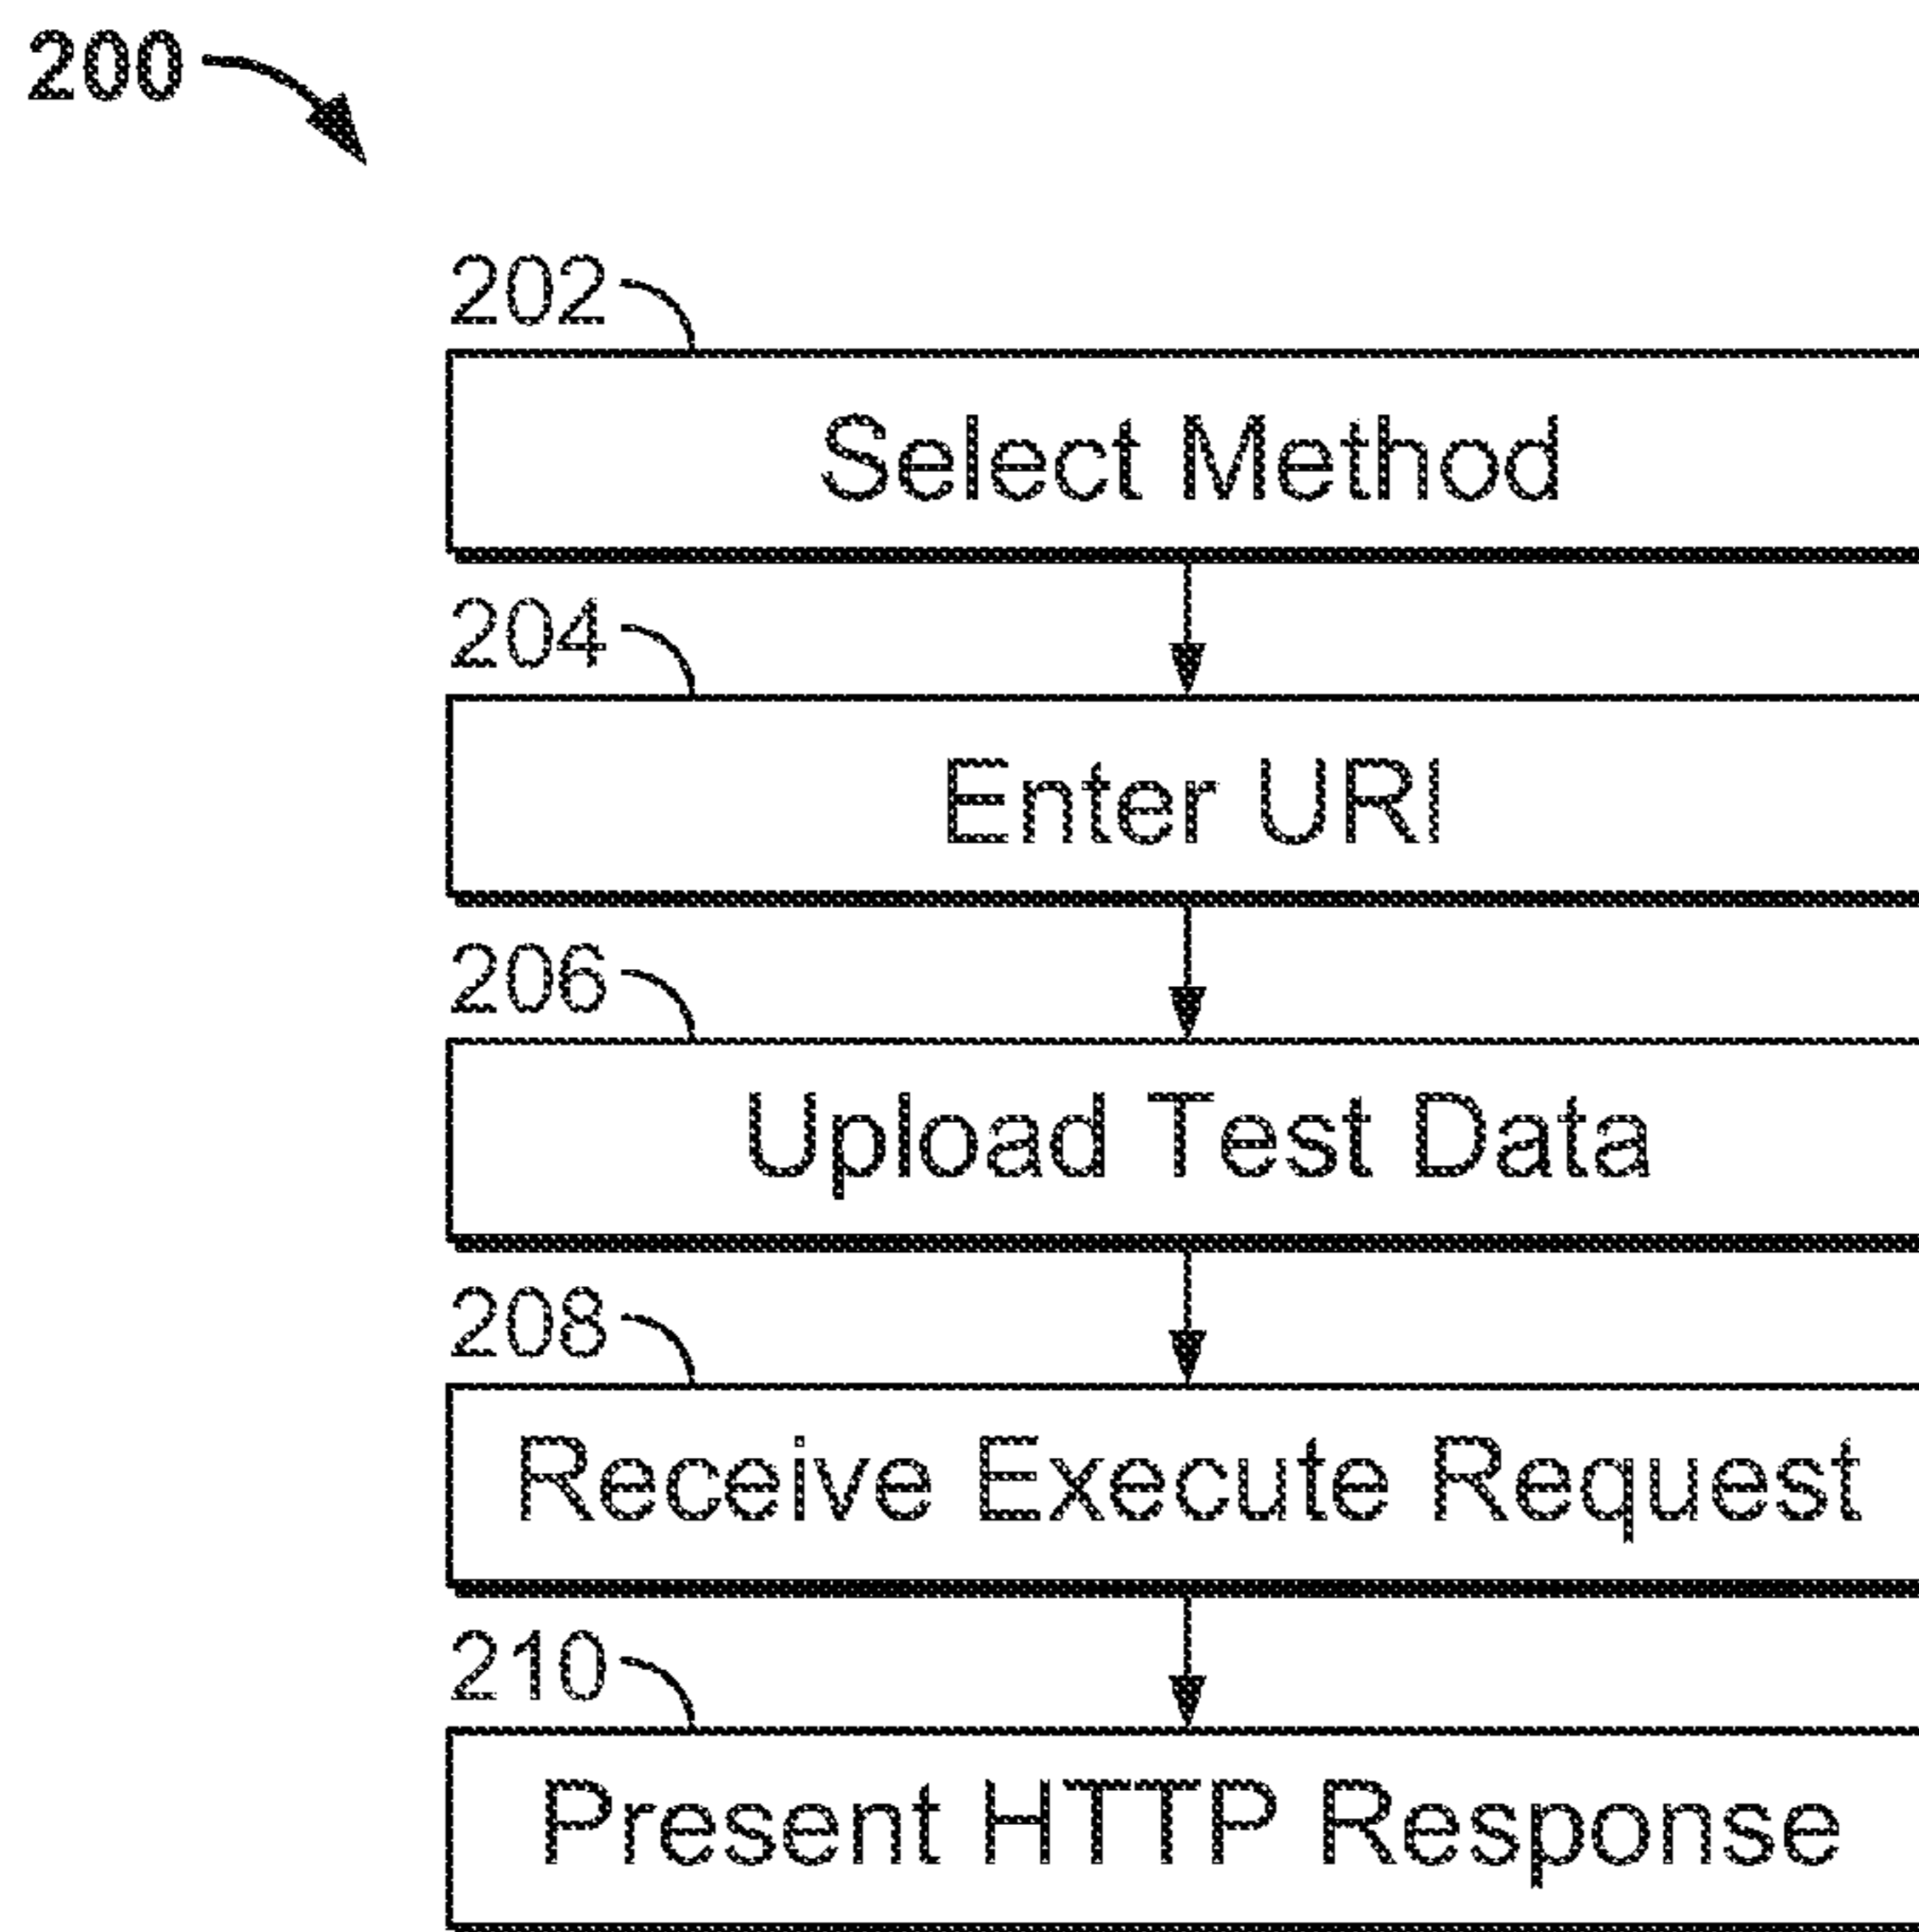 200
202
Select Method
204
Enter URI
206
Upload Test Data
208
Receive Execute Request
210
Present HTTP Response